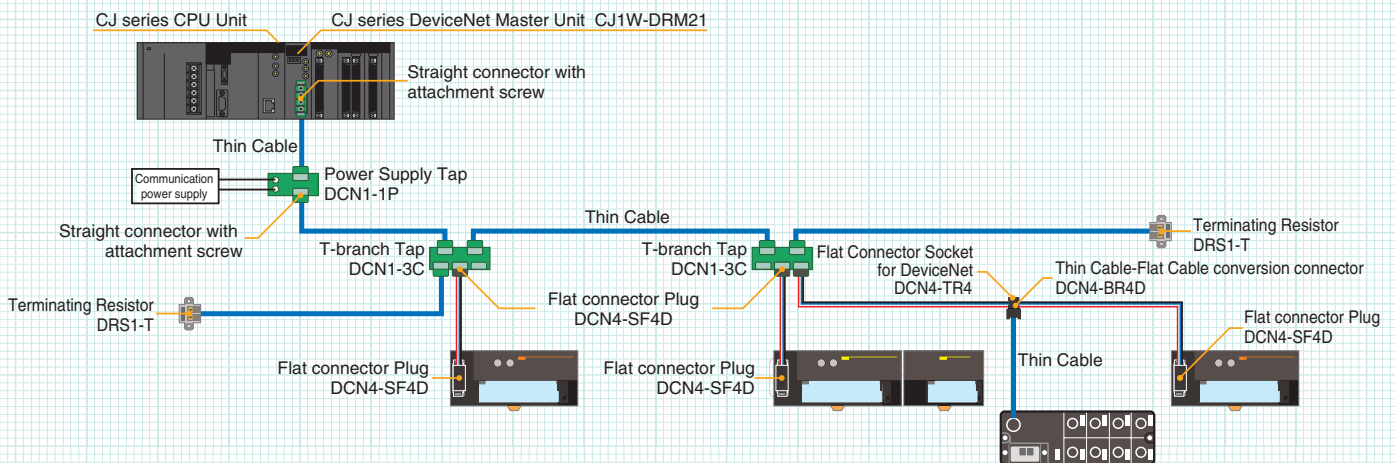 CJ series CPU Unit
CJ series DeviceNet Master Unit  CJ1W-DRM21
Straight connector with
attachment screw
Thin Cable
Communication
power supply
Power Supply Tap
DCN1-1P
Straight connector with
attachment screw
Thin Cable
T-branch Tap
DCN1-3C
T-branch Tap
DCN1-3C
Flat Connector Socket
for DeviceNet
DCN4-TR4
Terminating Resistor
DRS1-T
Thin Cable-Flat Cable conversion connector
DCN4-BR4D
Terminating Resistor
DRS1-T
Flat connector Plug
DCN4-SF4D
Flat connector Plug
DCN4-SF4D
Flat connector Plug
DCN4-SF4D
Flat connector Plug
DCN4-SF4D
Thin Cable